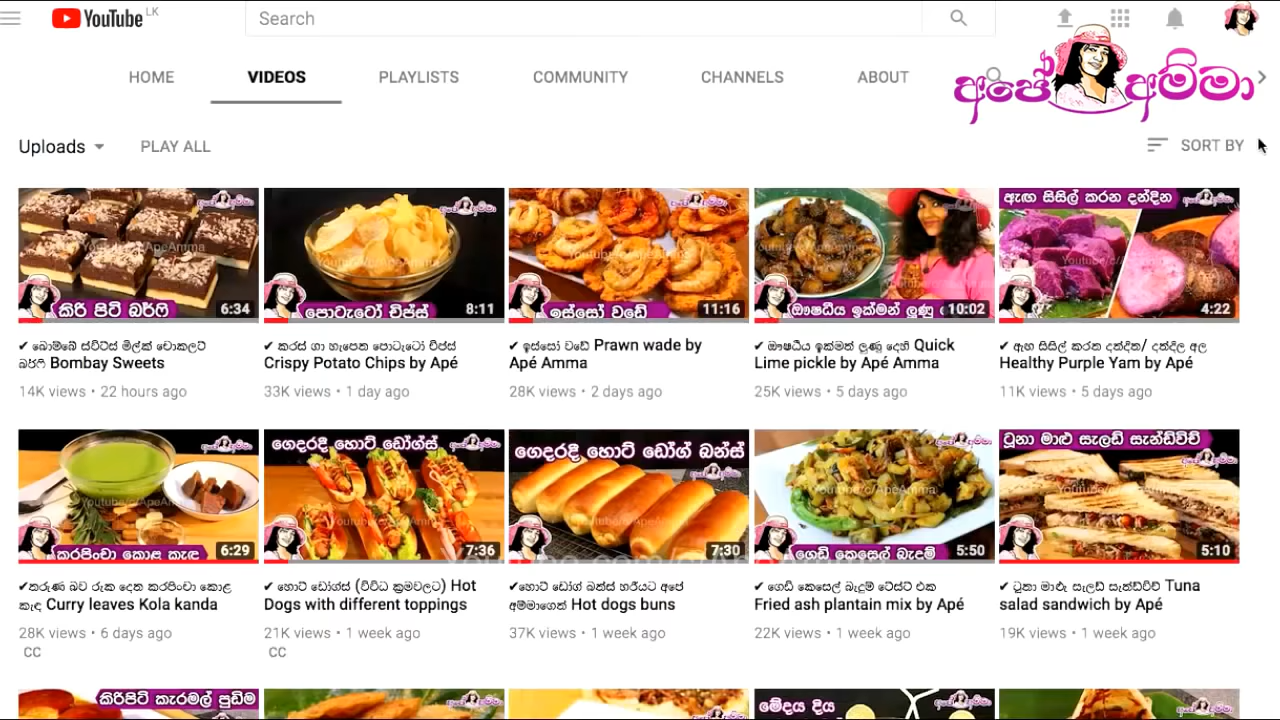 YouTube LK
Search
HOME
VIDEOS
PLAYLISTS
COMMUNITY
CHANNELS
ABOUT
අපේ අම්මා
Uploads
PLAY ALL
SORT BY
කිරි පිටි බර්ෆි
6:34
පොටැටෝ චිප්ස්
8:11
ඉස්සෝ වඩේ
11:16
ඖෂධීය ඉක්මන් ලුණු
10:02
ඇඟ සිසිල් කරන දන්දින
4:22
✔ බොම්බේ ස්විට්ස් මිල්ක් චොකලට්
බර්ෆි Bombay Sweets
14K views • 22 hours ago
✔ කරස් ගා හැපෙන පොටැටෝ චිප්ස්
Crispy Potato Chips by Apé
33K views • 1 day ago
✔ ඉස්සෝ වඩේ Prawn wade by
Apé Amma
28K views • 2 days ago
✔ ඖෂධීය ඉක්මන් ලුණු දෙහි Quick
Lime pickle by Apé Amma
25K views • 5 days ago
✔ ඇඟ සිසිල් කරන දන්දින/ දන්දිල අල
Healthy Purple Yam by Apé
11K views • 5 days ago
කරපිංචා කොළ කැඳ
6:29
ගෙදරදී හොට් ඩෝග්ස්
7:36
ගෙදරදී හොට් ඩෝග් බන්ස්
7:30
ගෙඩි කෙසෙල් බැදුම්
5:50
ටූනා මාළු සැලඩ් සැන්ඩ්විච්
5:10
✔තරුණ බව රැක දෙන කරපිංචා කොළ
කැඳ Curry leaves Kola kanda
28K views • 6 days ago
CC
✔ හොට් ඩෝග්ස් (විවිධ ක්‍රමවලට) Hot
Dogs with different toppings
21K views • 1 week ago
CC
✔හොට් ඩෝග් බන්ස් හරියට අපේ
අම්මාගෙන් Hot dogs buns
37K views • 1 week ago
✔ ගෙඩි කෙසෙල් බැදුම් ටේස්ට් එක
Fried ash plantain mix by Apé
22K views • 1 week ago
✔ ටූනා මාළු සැලඩ් සැන්ඩ්විච් Tuna
salad sandwich by Apé
19K views • 1 week ago
කිරිපිටි කැරමල් පුඩිම
මේදය දිය